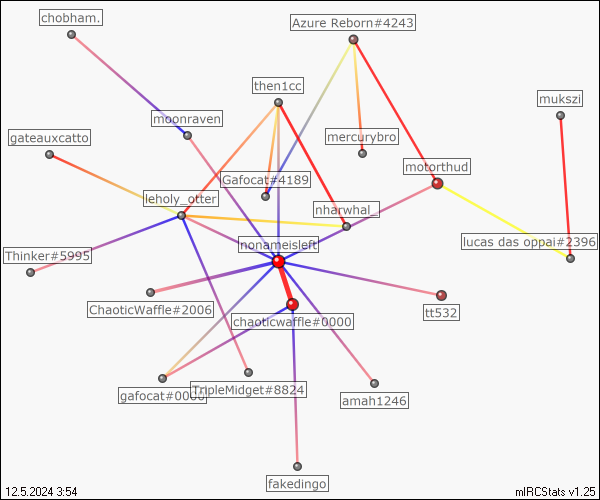 chobham.
Azure Reborn#4243
then1cc
mukszi
moonraven
gateauxcatto
mercurybro
motorthud
Gafocat#4189
leholy_otter
nharwhal_
nonameisleft
lucas das oppai#2396
Thinker#5995
ChaoticWaffle#2006
chaoticwaffle#0000
tt532
gafocat#0000
TripleMidget#8824
amah1246
fakedingo
12.5.2024 3:54
mIRCStats v1.25